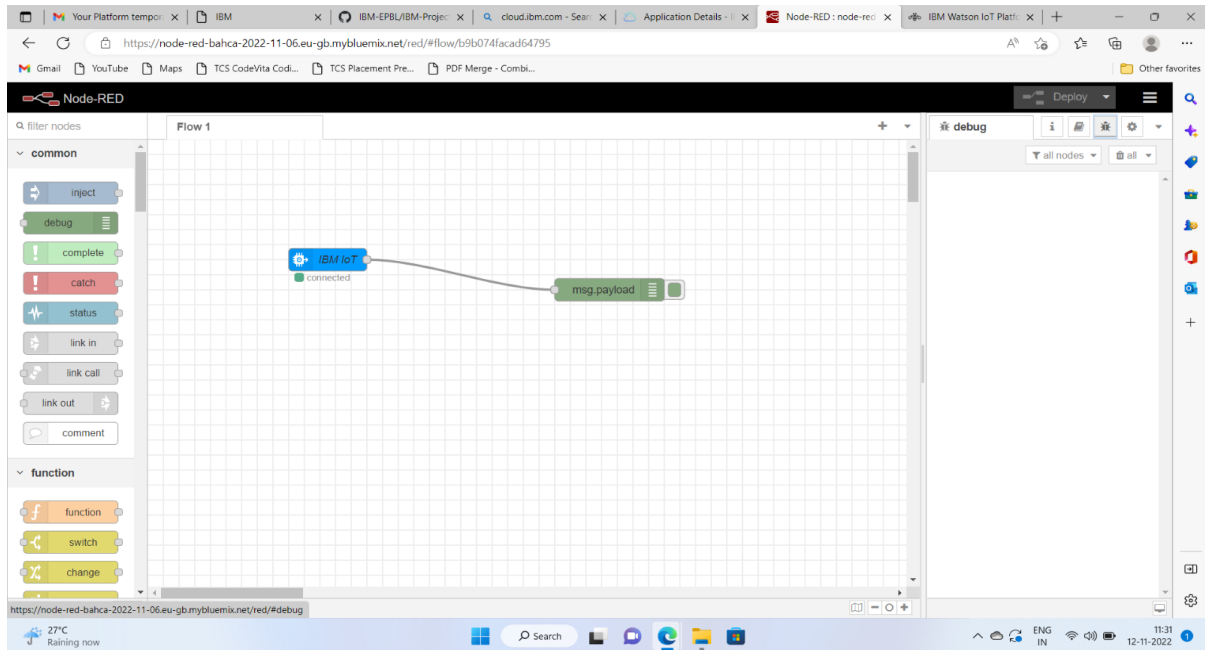 Your Platform tempor
IBM
IBM-EPBL/IBM-Projec
cloud.ibm.com - Sear
Application Details - I
Node-RED : node-red
IBM Watson IoT Platfo
https://node-red-bahca-2022-11-06.eu-gb.mybluemix.net/red/#flow/b9b074facad64795
Gmail YouTube Maps TCS CodeVita Codi... TCS Placement Pre... PDF Merge - Combi... Other favorites
Node-RED Deploy
filter nodes
Flow 1
debug
all nodes all
common
inject
debug
complete
catch
status
link in
link call
link out
comment
function
function
switch
change
IBM IoT
connected
msg.payload
https://node-red-bahca-2022-11-06.eu-gb.mybluemix.net/red/#debug
27°C
Raining now
Search
ENG
IN
11:31
12-11-2022
1